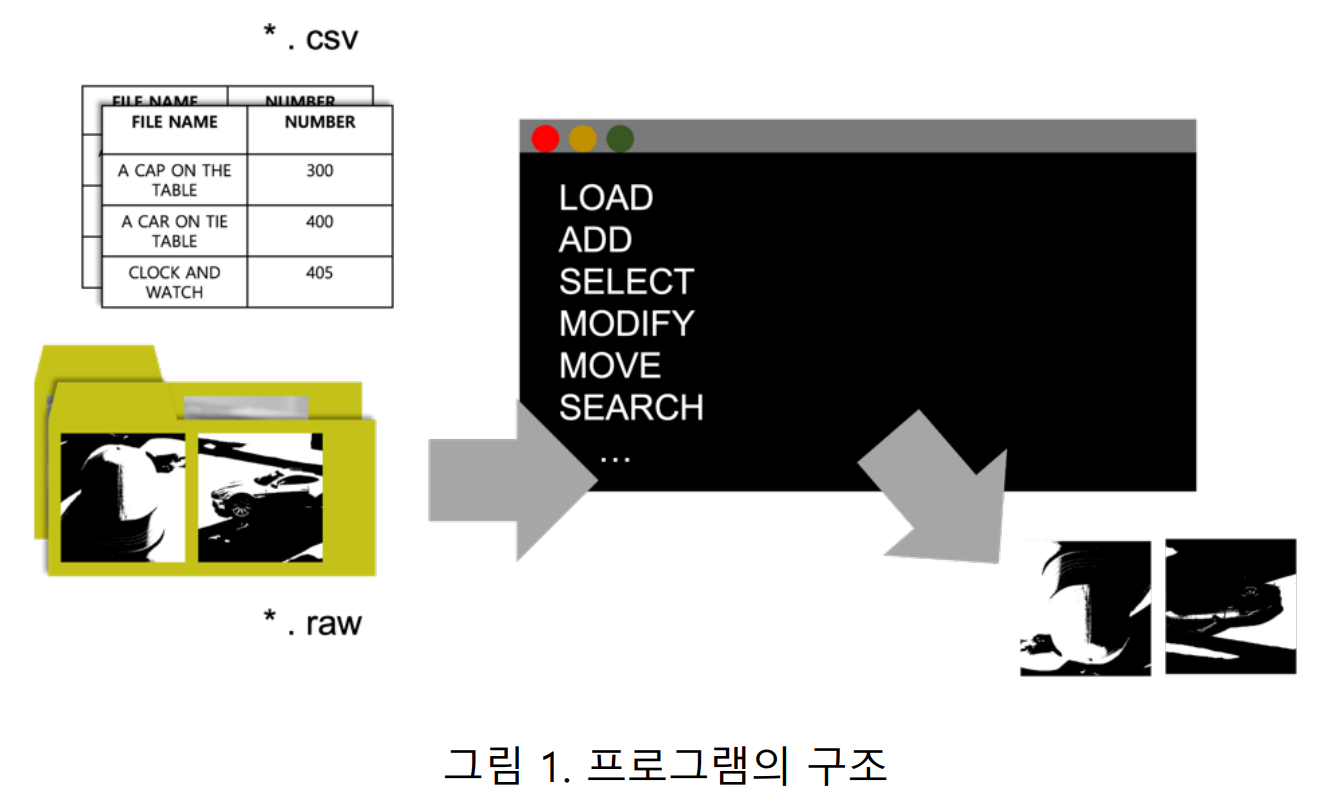 * . csv
FILE NAME NUMBER
FILE NAME NUMBER
A CAP ON THE 300
TABLE
A CAR ON TIE 400
TABLE
CLOCK AND 405
WATCH
LOAD
ADD
SELECT
MODIFY
MOVE
SEARCH
...
* . raw
그림 1. 프로그램의 구조